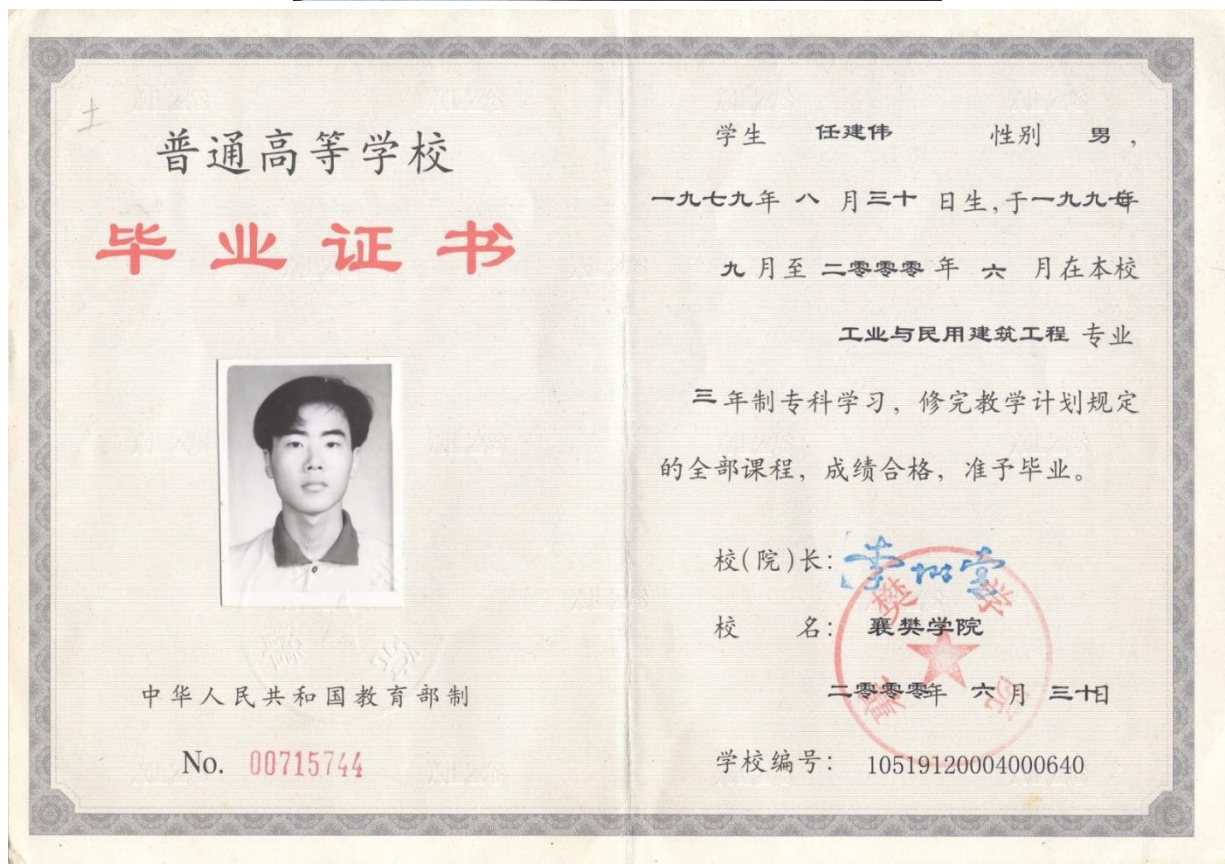 土
普通高等学校
毕业证书
中华人民共和国教育部制
No. 00715744
学生 任建伟 性别 男,
一九七九年 八 月三十 日生,于一九九七年
九 月至 二零零零 年 六 月在本校
工业与民用建筑工程 专业
三年制专科学习, 修完教学计划规定
的全部课程, 成绩合格, 准予毕业。
校(院)长:
校 名: 襄樊学院
二零零零年 六 月 三十日
学校编号: 10519120004000640
襄樊学院